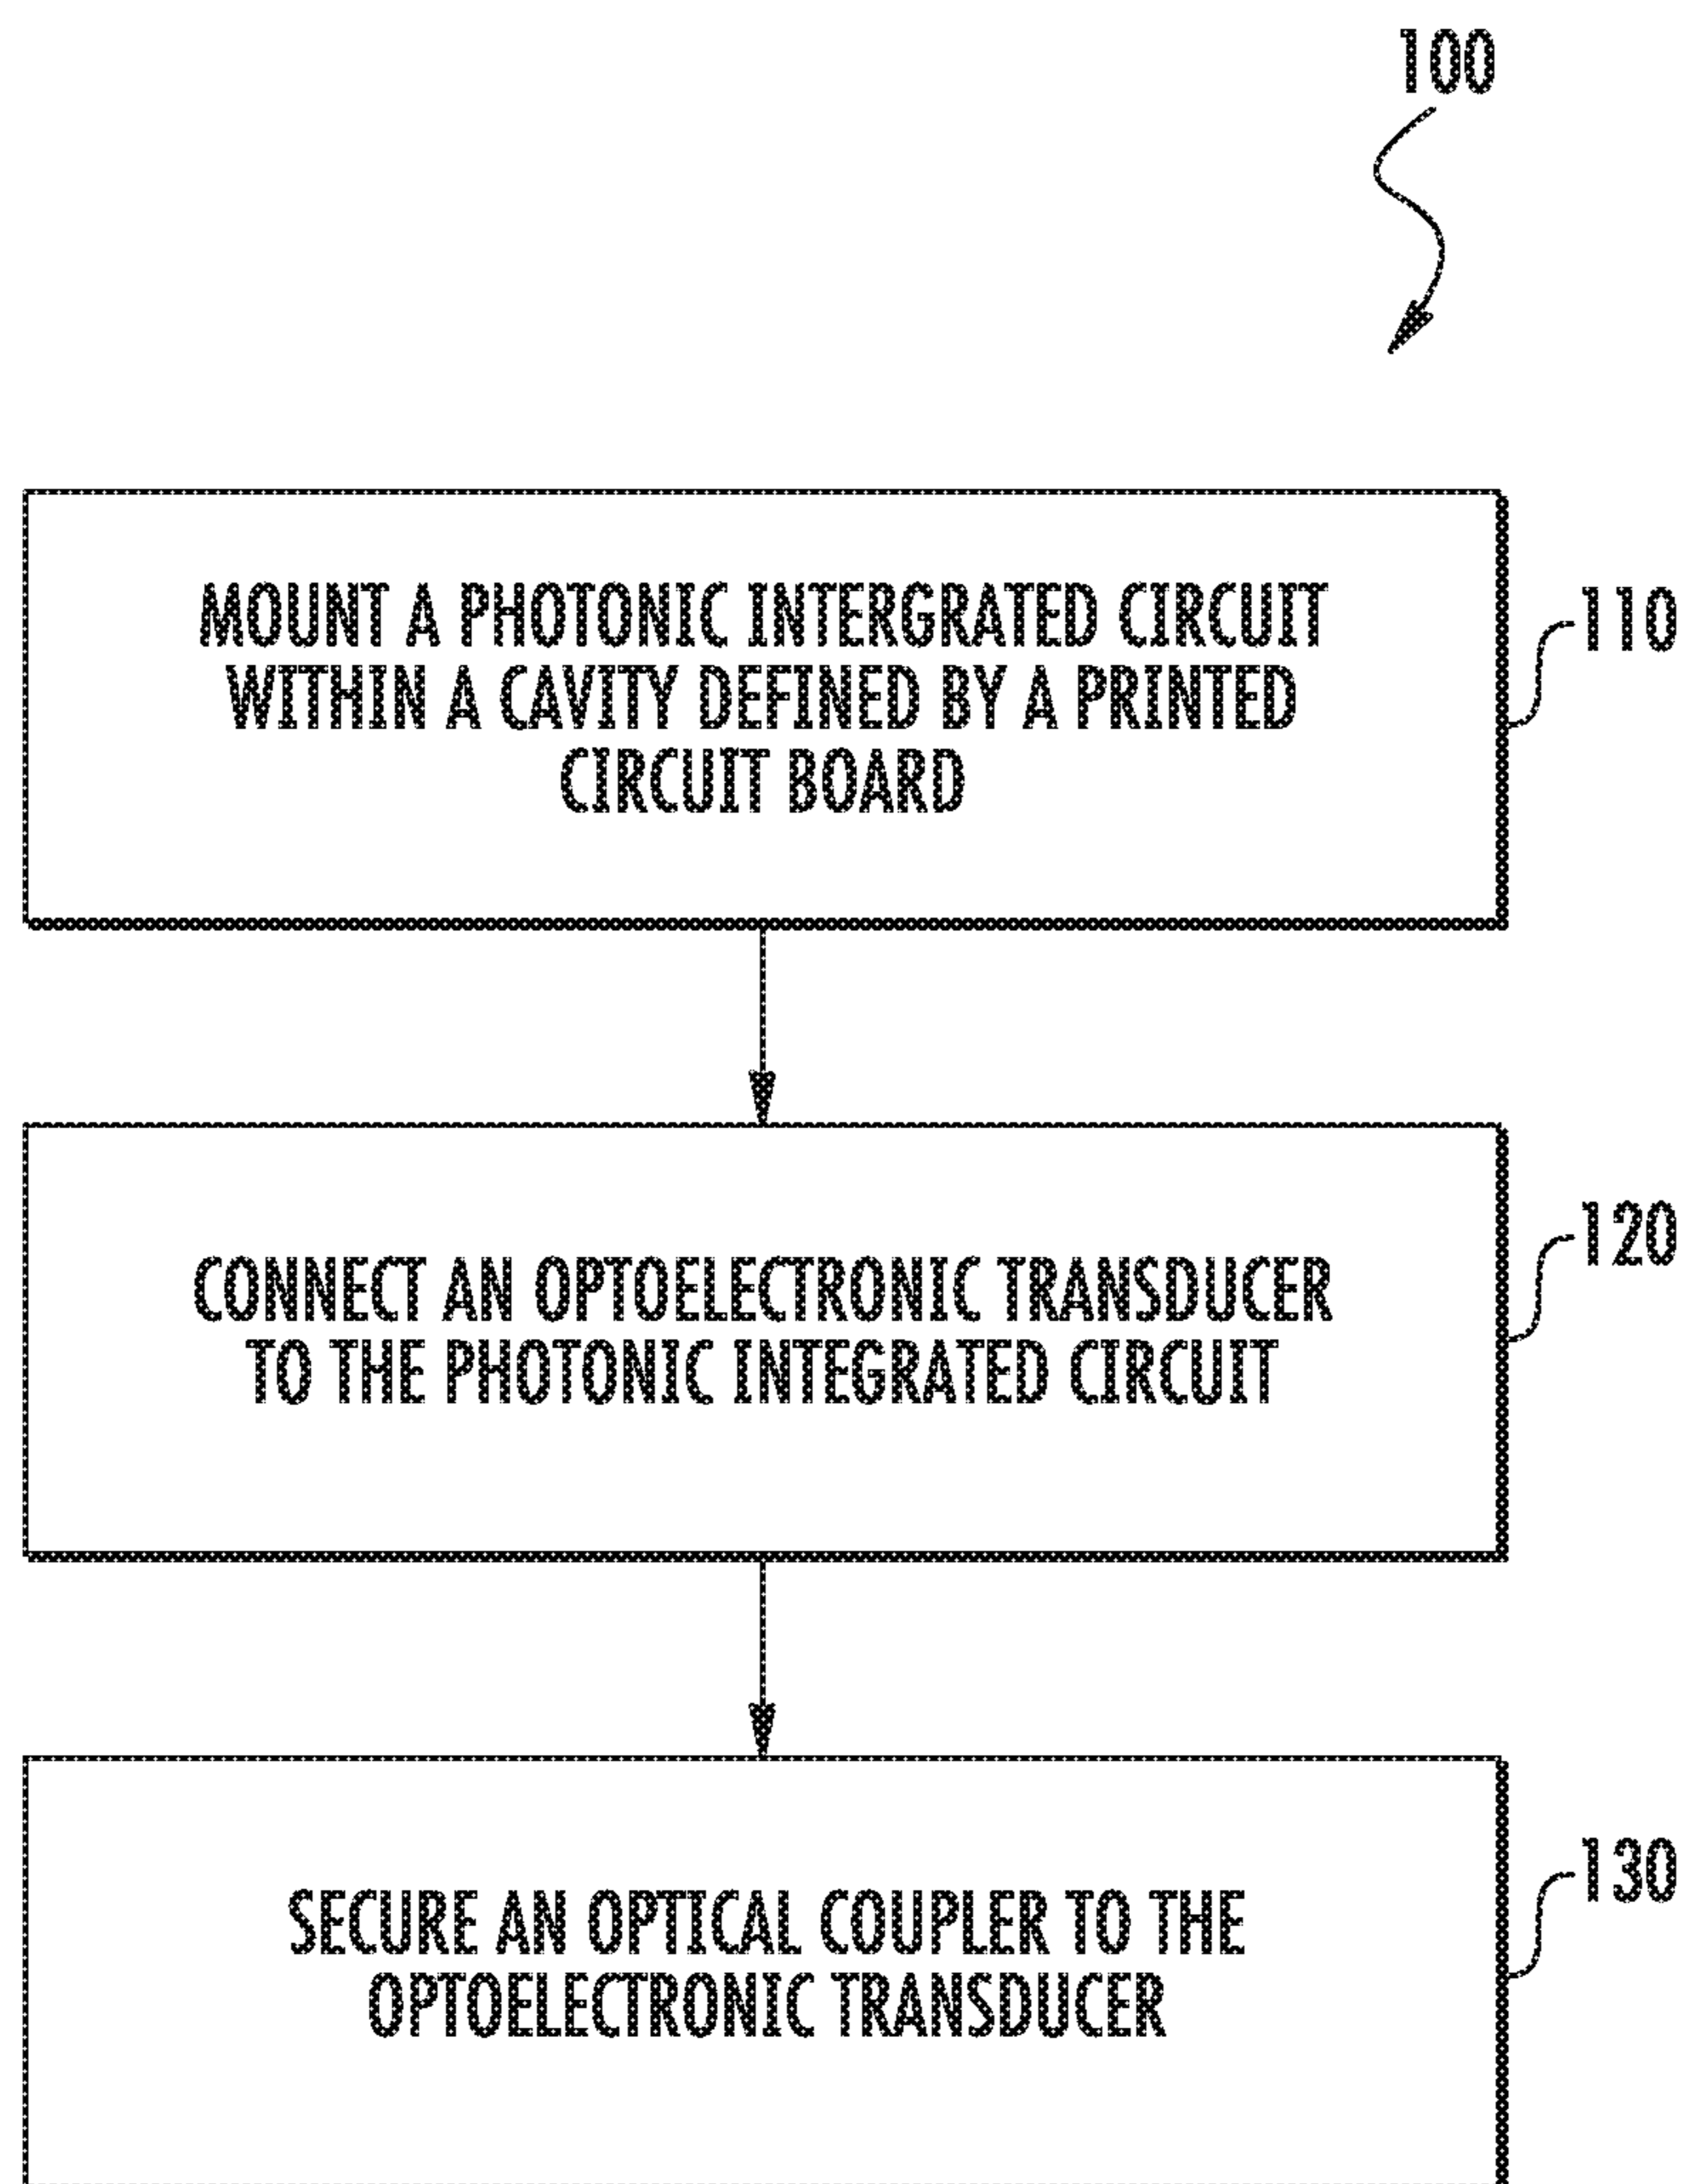 100
MOUNT A PHOTONIC INTERGRATED CIRCUIT
WITHIN A CAVITY DEFINED BY A PRINTED
CIRCUIT BOARD
110
CONNECT AN OPTOELECTRONIC TRANSDUCER
TO THE PHOTONIC INTEGRATED CIRCUIT
120
SECURE AN OPTICAL COUPLER TO THE
OPTOELECTRONIC TRANSDUCER
130